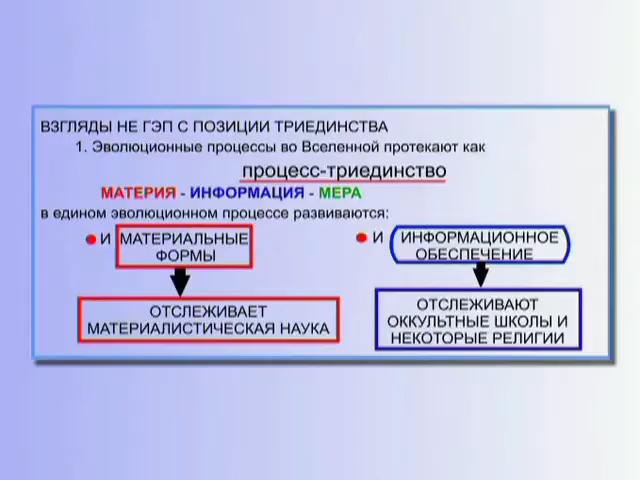 ВЗГЛЯДЫ НЕ ГЭП С ПОЗИЦИИ ТРИЕДИНСТВА
1. Эволюционные процессы во Вселенной протекают как
процесс-триединство
МАТЕРИЯ - ИНФОРМАЦИЯ - МЕРА
в едином эволюционном процессе развиваются:
И МАТЕРИАЛЬНЫЕ
ФОРМЫ
И ИНФОРМАЦИОННОЕ
ОБЕСПЕЧЕНИЕ
ОТСЛЕЖИВАЕТ
МАТЕРИАЛИСТИЧЕСКАЯ НАУКА
ОТСЛЕЖИВАЮТ
ОККУЛЬТНЫЕ ШКОЛЫ И
НЕКОТОРЫЕ РЕЛИГИИ